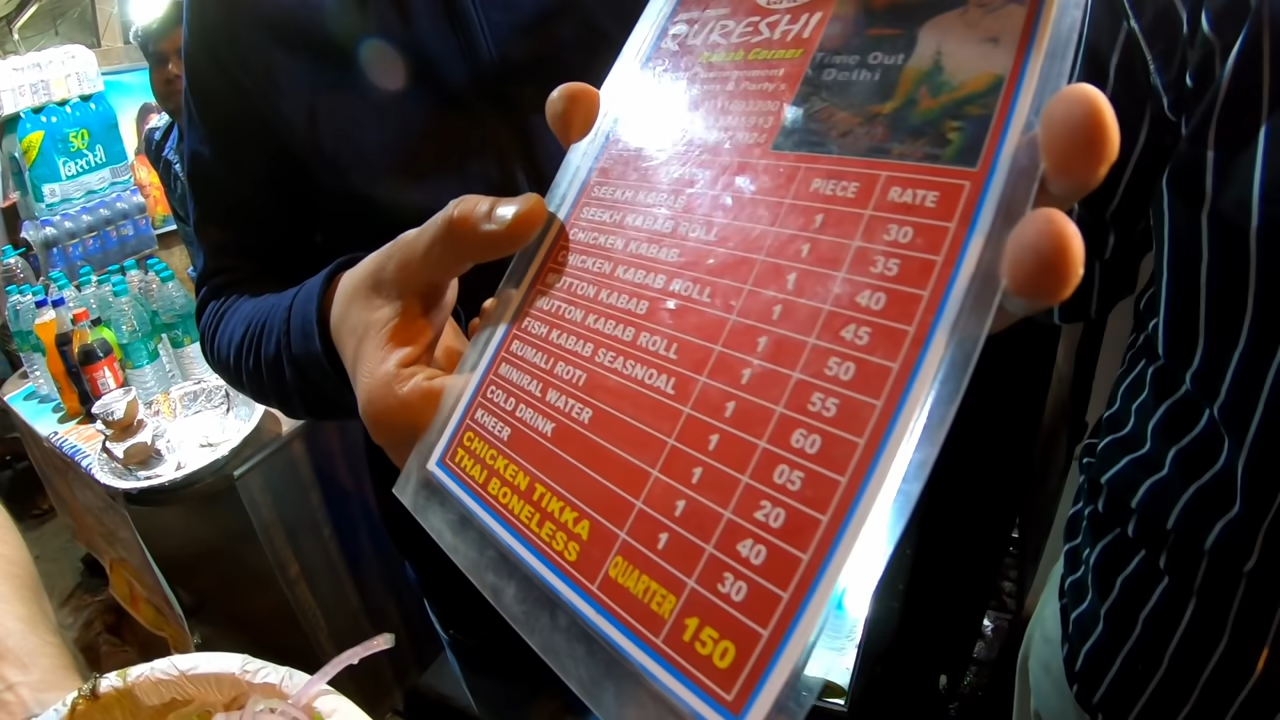 QURESHI
Kabab Corner
Time Out
Delhi
PIECE RATE
SEEKH KABAB 1 30
SEEKH KABAB ROLL 1 35
CHICKEN KABAB 1 40
CHICKEN KABAB ROLL 1 45
MUTTON KABAB 1 50
MUTTON KABAB ROLL 1 55
FISH KABAB SEASNOAL 1 60
RUMALI ROTI 1 05
MINIRAL WATER 1 20
COLD DRINK 1 40
KHEER 1 30
CHICKEN TIKKA
THAI BONELESS QUARTER 150
50
बिस्लेरी